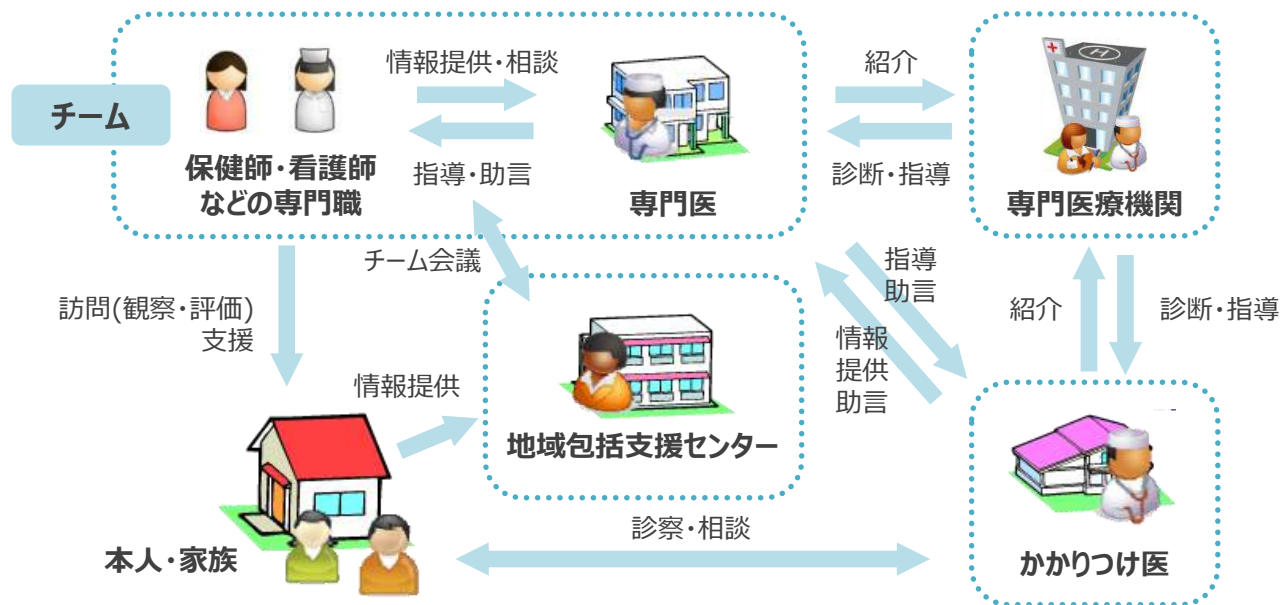 チーム
保健師・看護師
などの専門職
情報提供・相談
指導・助言
専門医
紹介
診断・指導
専門医療機関
チーム会議
訪問(観察・評価)
支援
情報提供
地域包括支援センター
指導
助言
情報
提供
助言
紹介
診断・指導
本人・家族
診察・相談
かかりつけ医